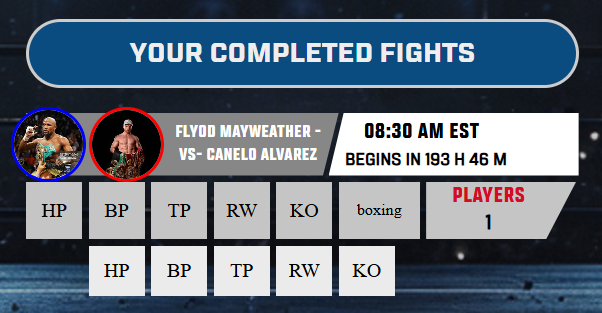 YOUR COMPLETED FIGHTS
FLYDD MAYWEATHER -
VS- CANELO ALVAREZ
08:30 AM EST
BEGINS IN 193 H 46 M
HP BP TP RW KO boxing
PLAYERS
1
HP BP TP RW KO